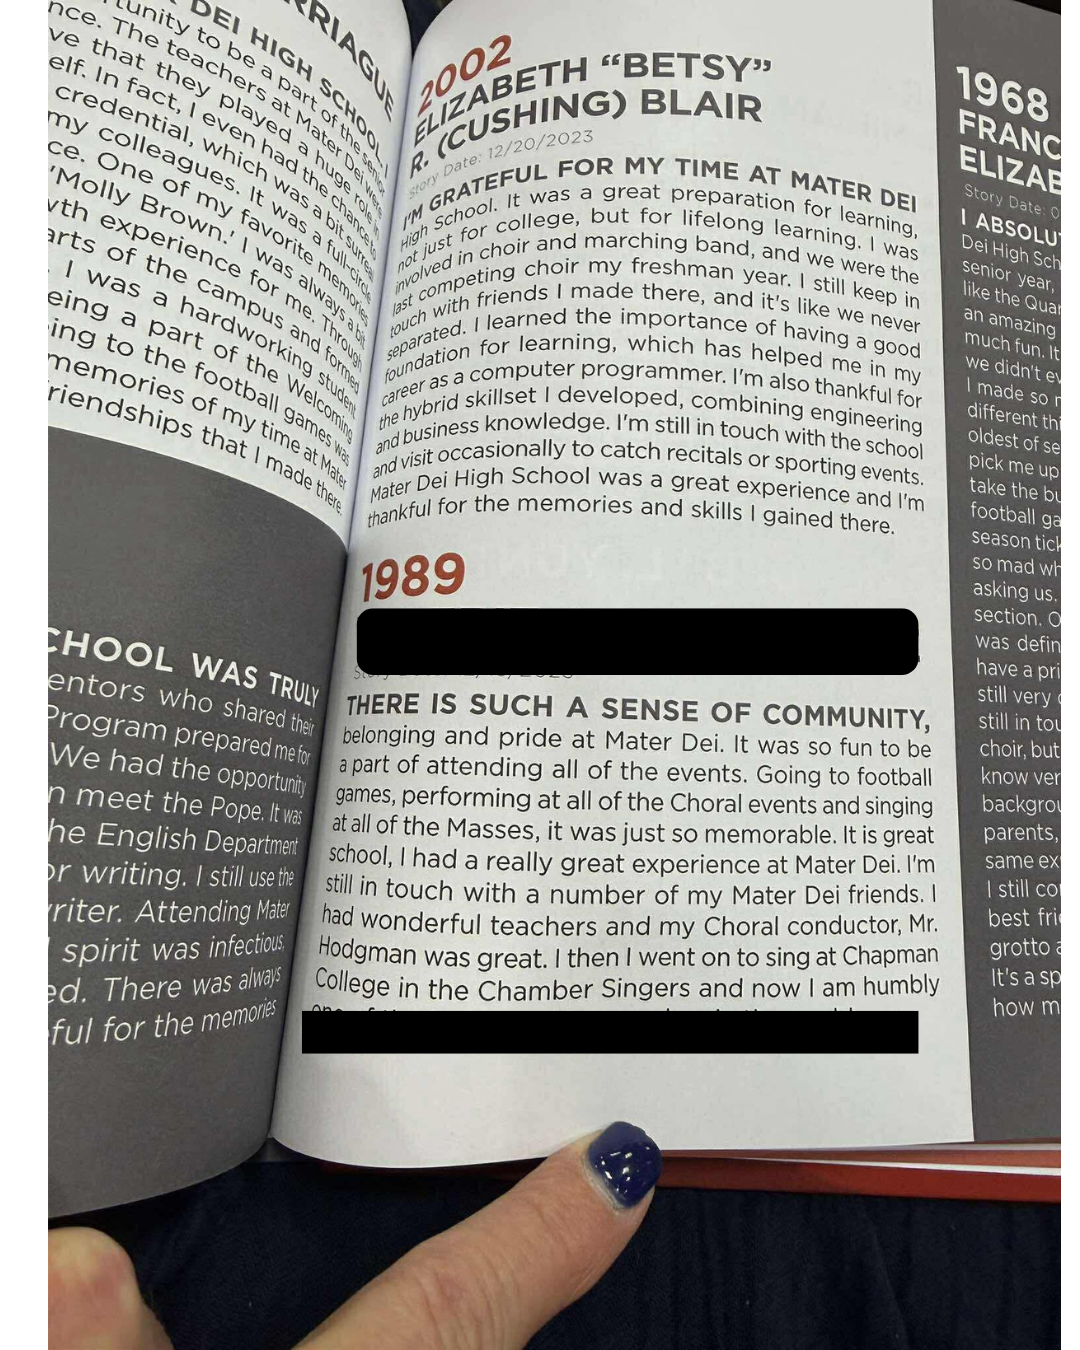 RRIAGUE
DEI HIGH SCHOOL, I
tunity to be a part of the senior
nce. The teachers at Mater Dei were
ve that they played a huge role in
elf. In fact, I even had the chance to
credential, which was a bit surreal
my colleagues. It was a full-circle
ce. One of my favorite memories
'Molly Brown.' I was always a bit
wth experience for me. Through
arts of the campus and formed
. I was a hardworking student
eing a part of the Welcoming
ing to the football games was
memories of my time at Mater
riendships that I made there.
CHOOL WAS TRULY
entors who shared their
Program prepared me for
We had the opportunity
n meet the Pope. It was
he English Department
or writing. I still use the
riter. Attending Mater
spirit was infectious,
ed. There was always
ful for the memories
2002
ELIZABETH “BETSY”
R. (CUSHING) BLAIR
Story Date: 12/20/2023
I'M GRATEFUL FOR MY TIME AT MATER DEI
High School. It was a great preparation for learning,
not just for college, but for lifelong learning. I was
involved in choir and marching band, and we were the
last competing choir my freshman year. I still keep in
touch with friends I made there, and it's like we never
separated. I learned the importance of having a good
foundation for learning, which has helped me in my
career as a computer programmer. I'm also thankful for
the hybrid skillset I developed, combining engineering
and business knowledge. I'm still in touch with the school
and visit occasionally to catch recitals or sporting events.
Mater Dei High School was a great experience and I'm
thankful for the memories and skills I gained there.
1989
THERE IS SUCH A SENSE OF COMMUNITY,
belonging and pride at Mater Dei. It was so fun to be
a part of attending all of the events. Going to football
games, performing at all of the Choral events and singing
at all of the Masses, it was just so memorable. It is great
school, I had a really great experience at Mater Dei. I'm
still in touch with a number of my Mater Dei friends. I
had wonderful teachers and my Choral conductor, Mr.
Hodgman was great. I then I went on to sing at Chapman
College in the Chamber Singers and now I am humbly
1968
FRANC
ELIZAB
Story Date: 0
I ABSOLU
Dei High Sch
senior year,
like the Quar
an amazing
much fun. It
we didn't ev
I made so m
different thi
oldest of se
pick me up
take the bu
football ga
season tick
so mad wh
asking us.
section. O
was defin
have a pri
still very
still in tou
choir, but
know ver
backgrou
parents,
same ex
I still co
best frie
grotto a
It's a sp
how m